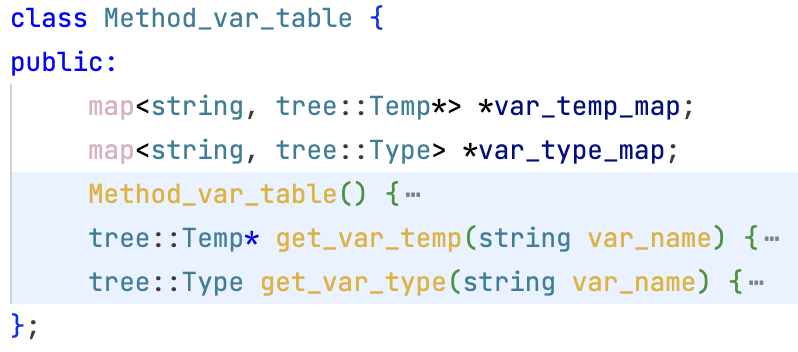 class Method_var_table {
public:
map<string, tree::Temp*> *var_temp_map;
map<string, tree::Type> *var_type_map;
Method_var_table() {⋯
tree::Temp* get_var_temp(string var_name) {⋯
tree::Type get_var_type(string var_name) {⋯
};